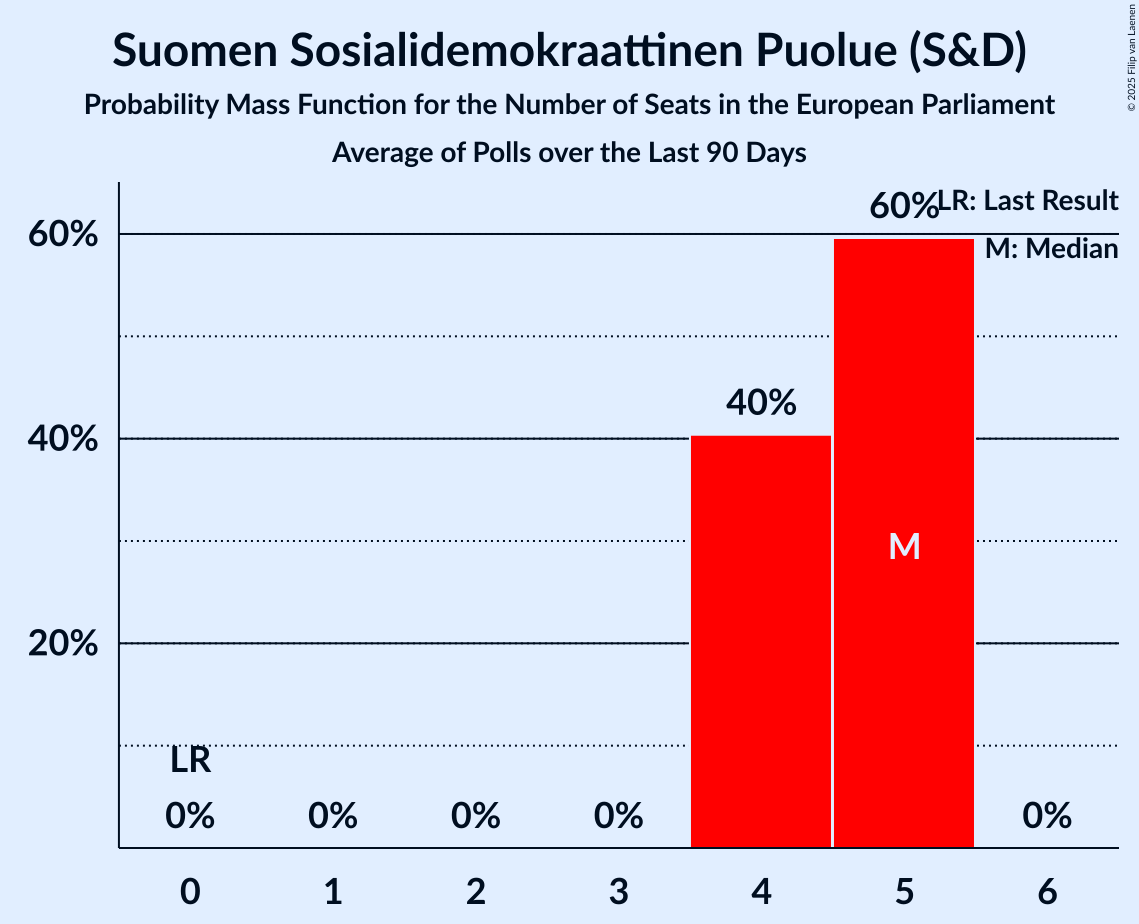 Suomen Sosialidemokraattinen Puolue (S&D)
Probability Mass Function for the Number of Seats in the European Parliament
Average of Polls over the Last 90 Days
© 2025 Filip van Laenen
LR: Last Result
M: Median
60%
40%
20%
60%
40%
M
LR
0% 0% 0% 0% 0%
0 1 2 3 4 5 6